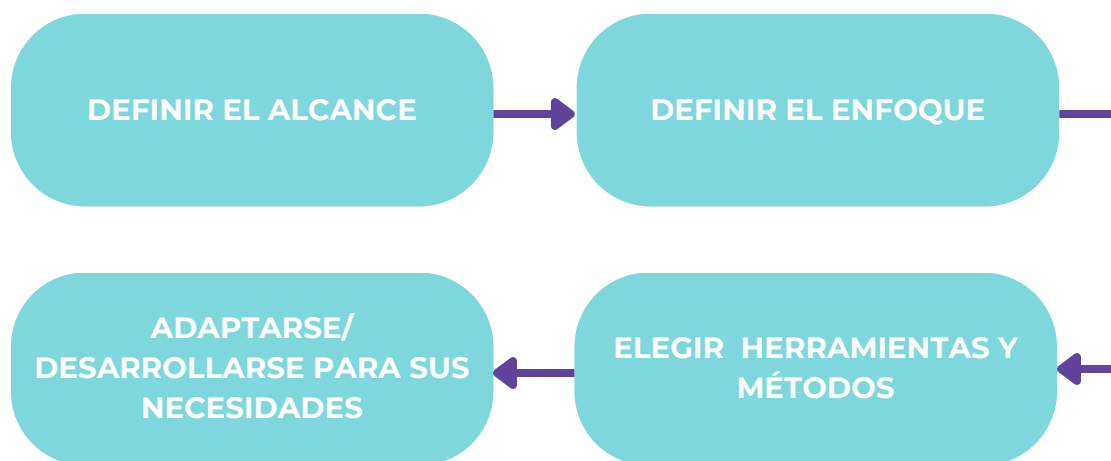 DEFINIR EL ALCANCE
DEFINIR EL ENFOQUE
ELEGIR HERRAMIENTAS Y
MÉTODOS
ADAPTARSE/
DESARROLLARSE PARA SUS
NECESIDADES